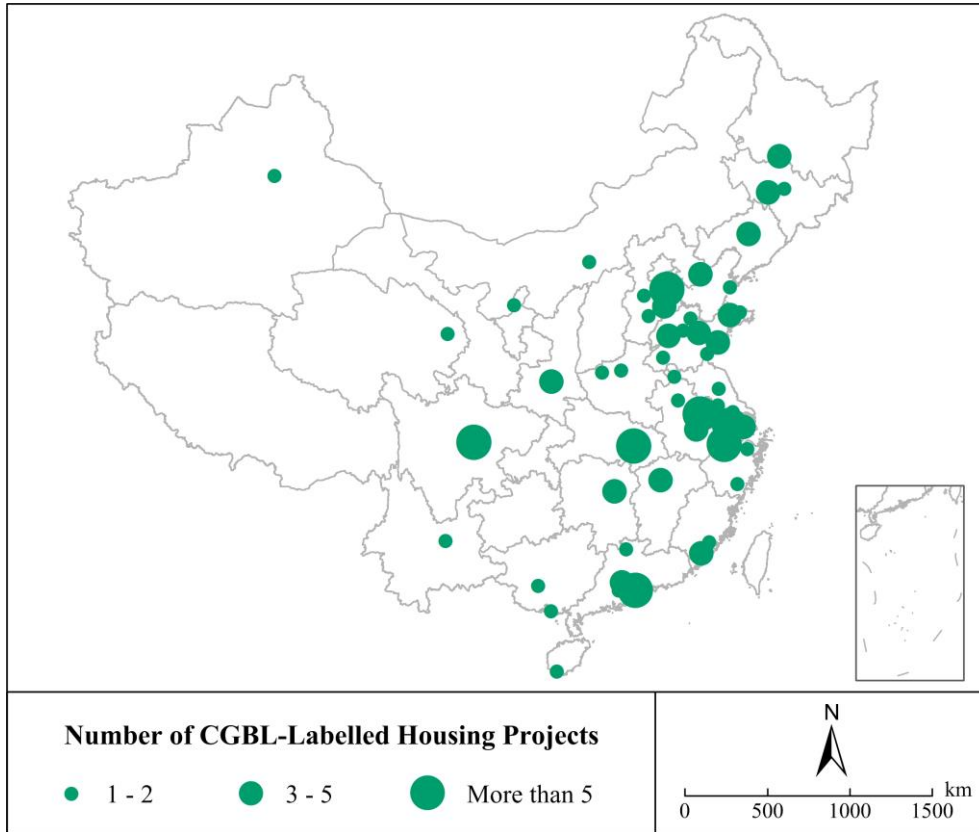 Number of CGBL-Labelled Housing Projects
1 - 2 3 - 5 More than 5
N
km
0 500 1000 1500